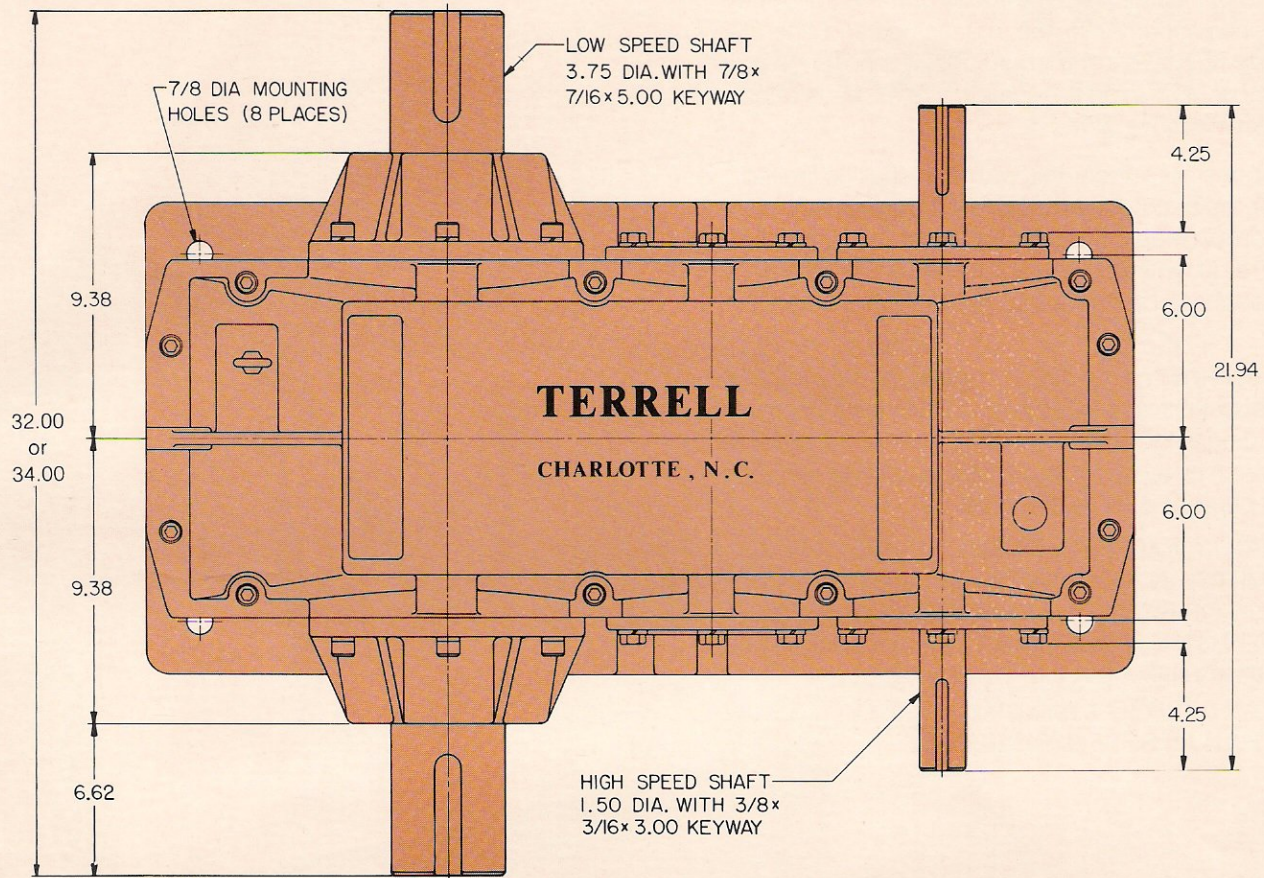 LOW SPEED SHAFT
3.75 DIA. WITH 7/8×
7/16×5.00 KEYWAY
7/8 DIA MOUNTING
HOLES (8 PLACES)
4.25
9.38
6.00
21.94
32.00
or
34.00
TERRELL
CHARLOTTE, N.C.
6.00
9.38
4.25
6.62
HIGH SPEED SHAFT
1.50 DIA. WITH 3/8×
3/16×3.00 KEYWAY